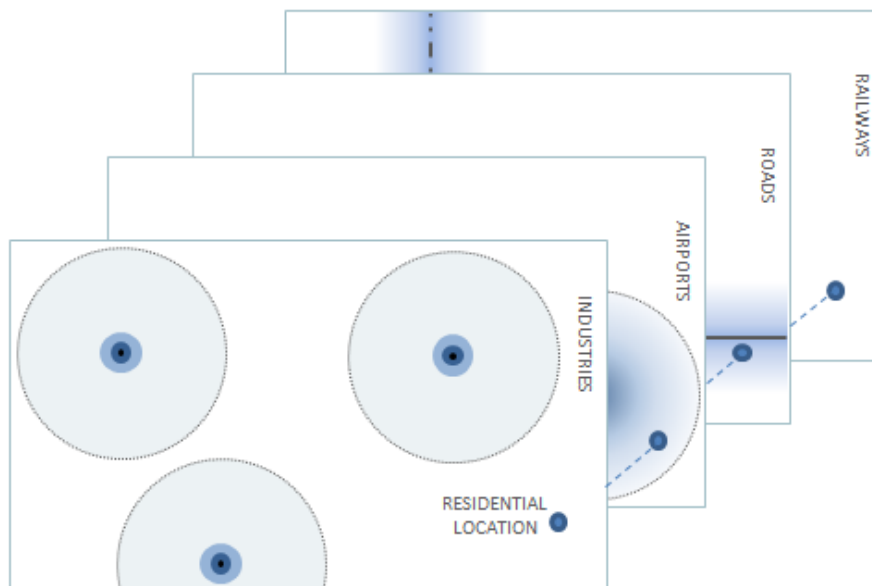 RAILWAYS
ROADS
AIRPORTS
INDUSTRIES
RESIDENTIAL
LOCATION